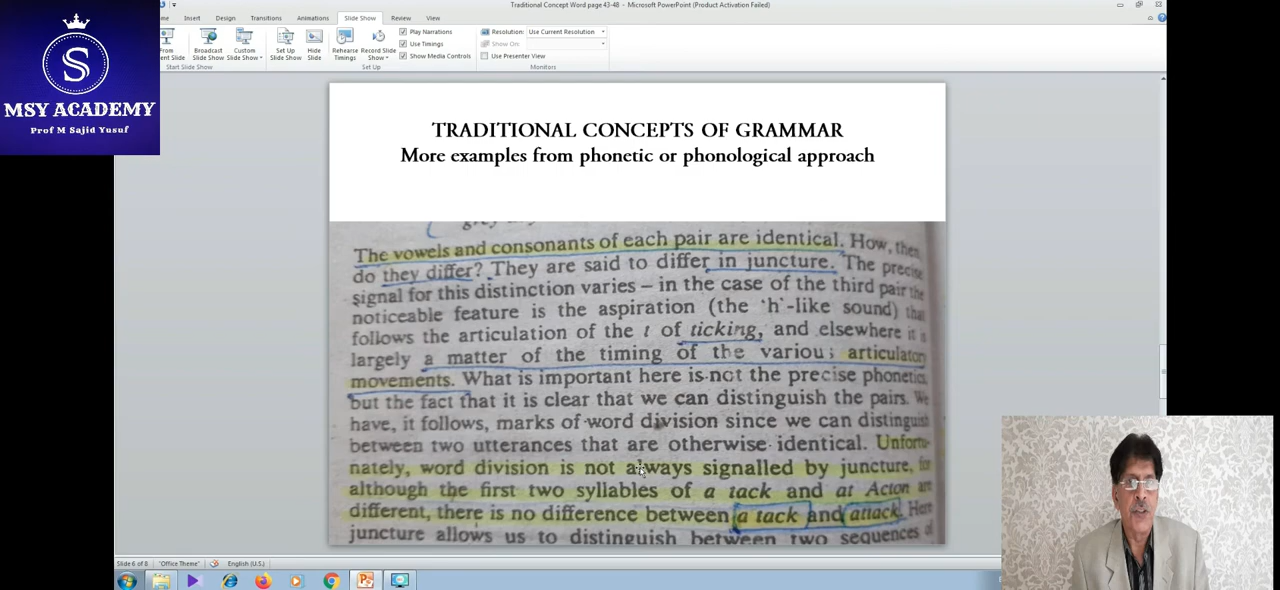 Traditional Concept Word page 43-48 - Microsoft PowerPoint (Product Activation Failed)
Insert Design Transitions Animations Slide Show Review View
Broadcast Slide Show
Custom Slide Show
Set Up Slide Show
Hide Slide
Rehearse Timings
Record Slide Show
Play Narrations
Use Timings
Show Media Controls
Resolution: Use Current Resolution
Show On:
Use Presenter View
Start Slide Show Set Up Monitors
S
MSY ACADEMY
Prof M Sajid Yusuf
TRADITIONAL CONCEPTS OF GRAMMAR
More examples from phonetic or phonological approach
The vowels and consonants of each pair are identical. How, then
do they differ? They are said to differ in juncture. The precise
signal for this distinction varies – in the case of the third pair the
noticeable feature is the aspiration (the 'h'-like sound) that
follows the articulation of the t of ticking, and elsewhere it is
largely a matter of the timing of the various
movements. What is important here is not the precise
but the fact that it is clear that we can distinguish the pairs. We
have, it follows, marks of word division since we can distinguish
between two utterances that are otherwise identical. Unfortu-
nately, word division is not always signalled by juncture, for
although the first two syllables of a tack and at Acton are
different, there is no difference between a tack and attack. Here
juncture allows us to distinguish between two sequences of
Slide 6 of 8 "Office Theme" English (U.S.)